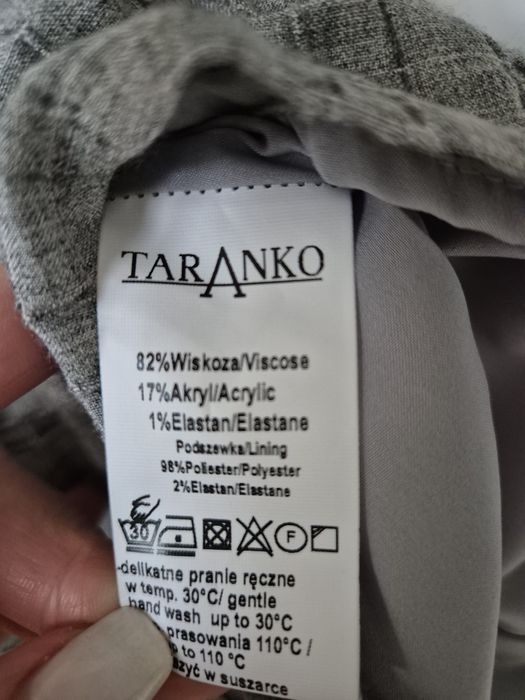 TARANKO
82%Wiskoza/Viscose
17%Akryl/Acrylic
1%Elastan/Elastane
Podszewka/Lining
98%Poliester/Polyester
2%Elastan/Elastane
30 F
-delikatne pranie ręczne
w temp. 30°C/ gentle
hand wash up to 30°C
prasowania 110°C /
to 110 °C
w suszarce